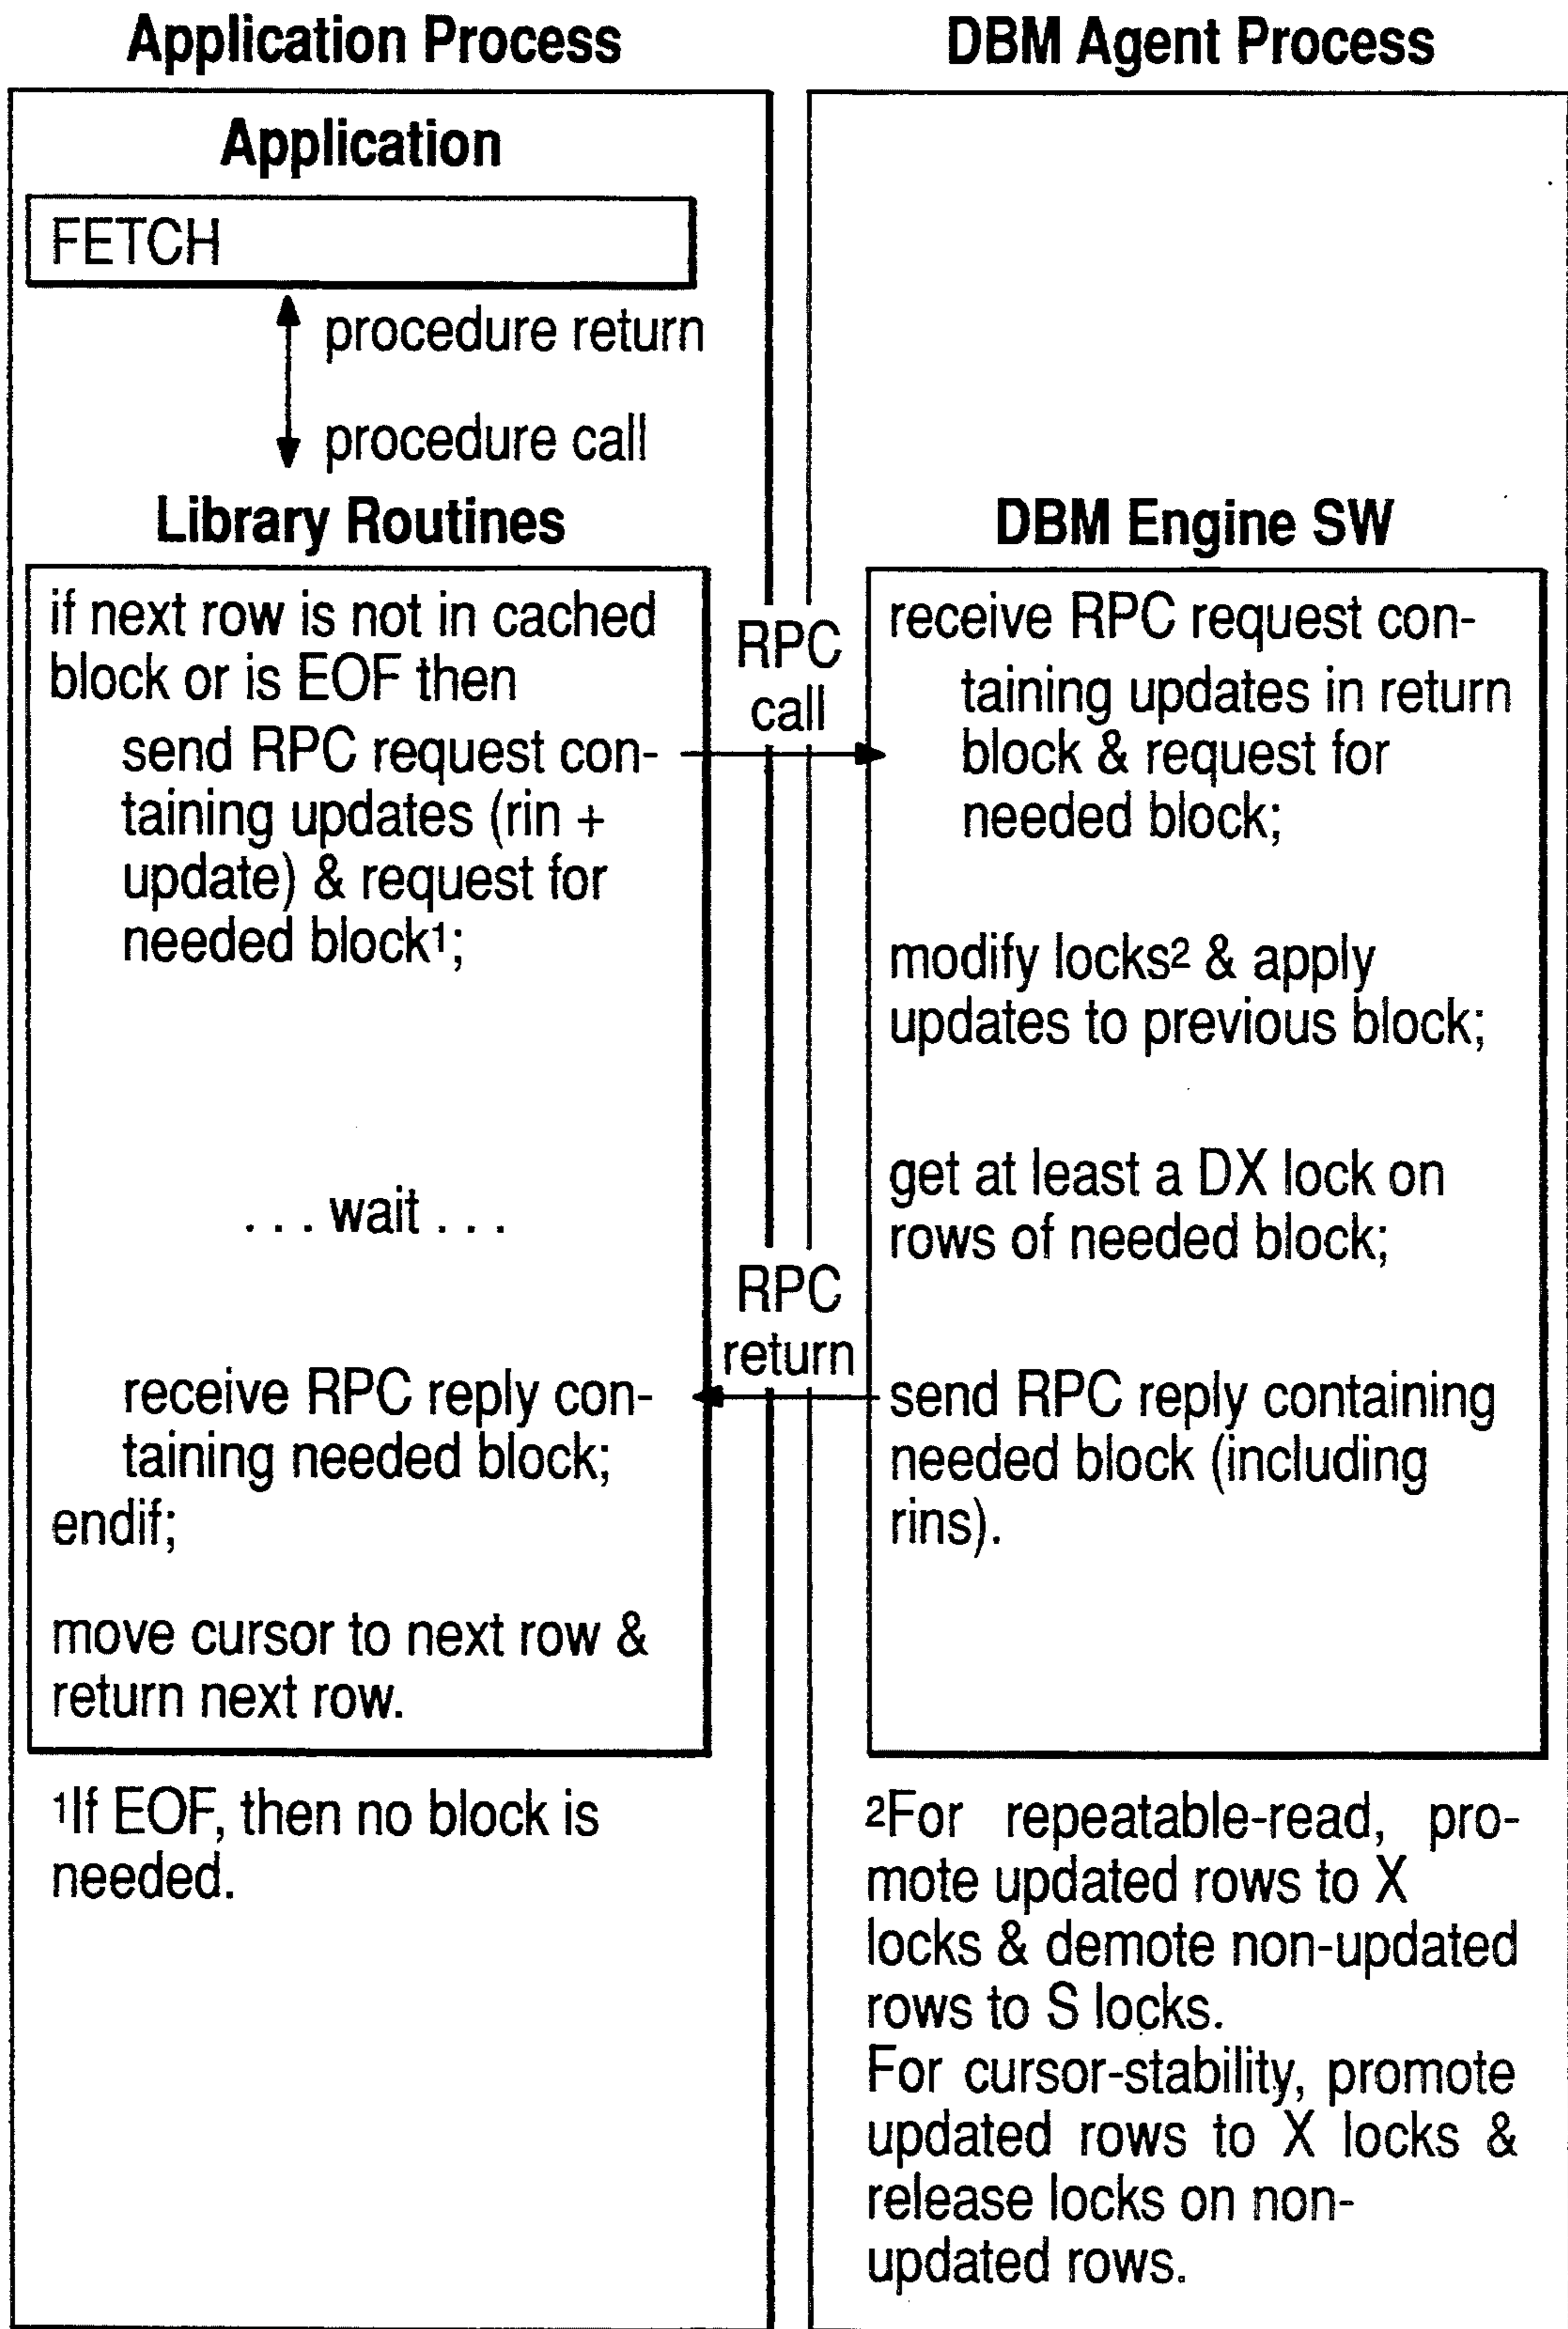 Application Process
Application
FETCH
procedure return
procedure call
Library Routines
if next row is not in cached
block or is EOF then
send RPC request con-
taining updates (rin +
update) & request for
needed block¹;
. . . wait . . .
receive RPC reply con-
taining needed block;
endif;
move cursor to next row &
return next row.
¹If EOF, then no block is
needed.
RPC
call
RPC
return
DBM Agent Process
DBM Engine SW
receive RPC request con-
taining updates in return
block & request for
needed block;
modify locks² & apply
updates to previous block;
get at least a DX lock on
rows of needed block;
send RPC reply containing
needed block (including
rins).
²For repeatable-read, pro-
mote updated rows to X
locks & demote non-updated
rows to S locks.
For cursor-stability, promote
updated rows to X locks &
release locks on non-
updated rows.